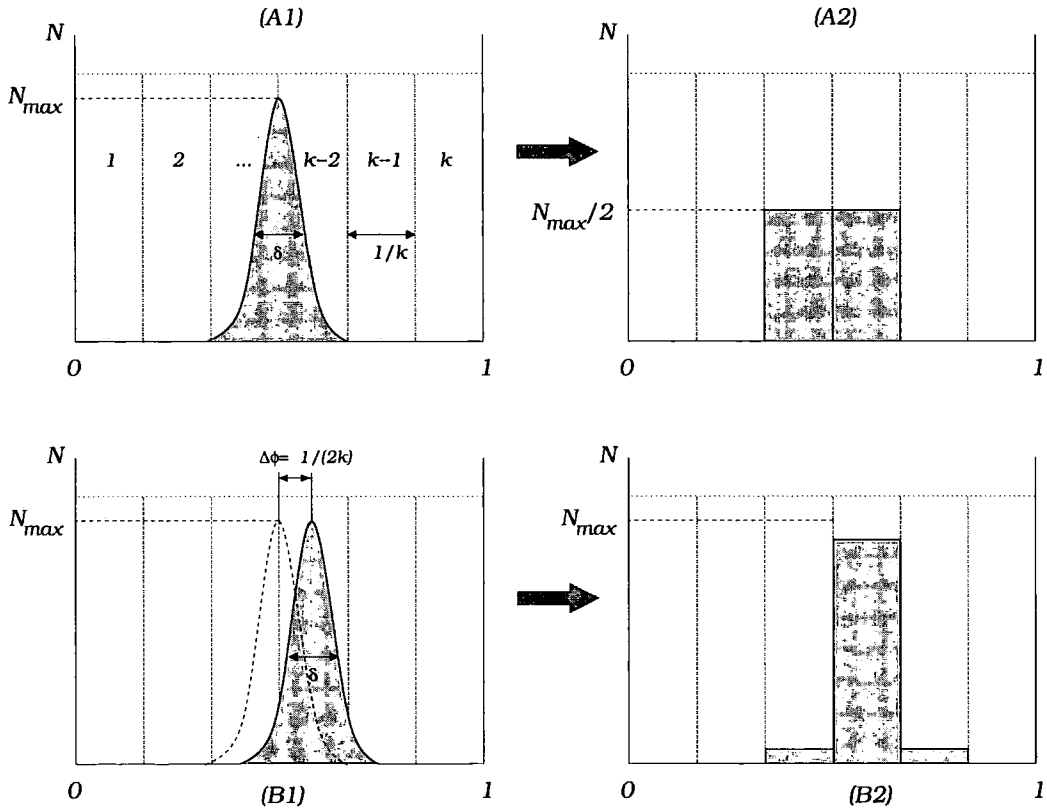 (A1)
(A2)
N
N
N_max
1
2
...
k-2
k-1
k
N_max/2
δ
1/k
0
1
0
1
Δϕ= 1/(2k)
N
N
N_max
N_max
δ
0
(B1)
1
0
(B2)
1